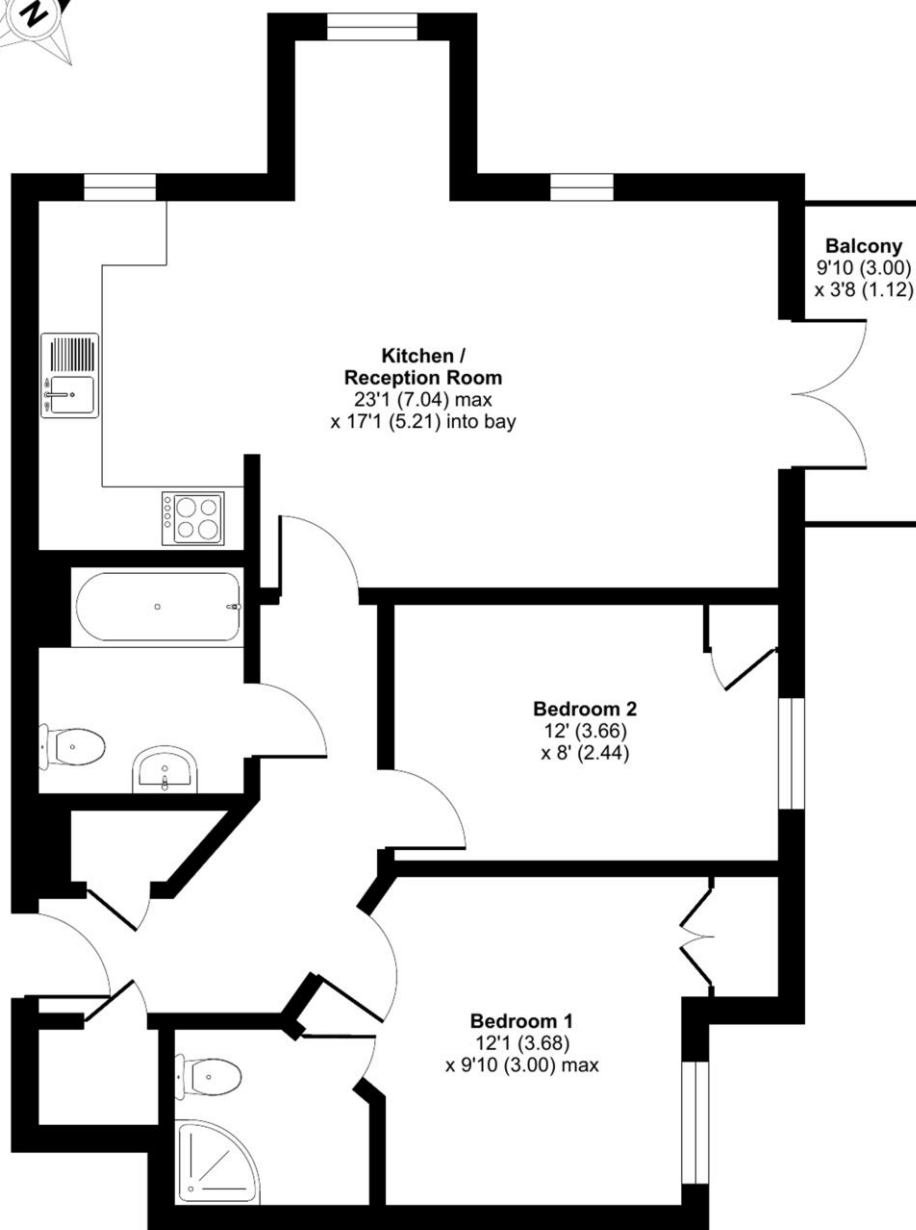 N
Balcony
9'10 (3.00)
x 3'8 (1.12)
Kitchen /
Reception Room
23'1 (7.04) max
x 17'1 (5.21) into bay
Bedroom 2
12' (3.66)
x 8' (2.44)
Bedroom 1
12'1 (3.68)
x 9'10 (3.00) max